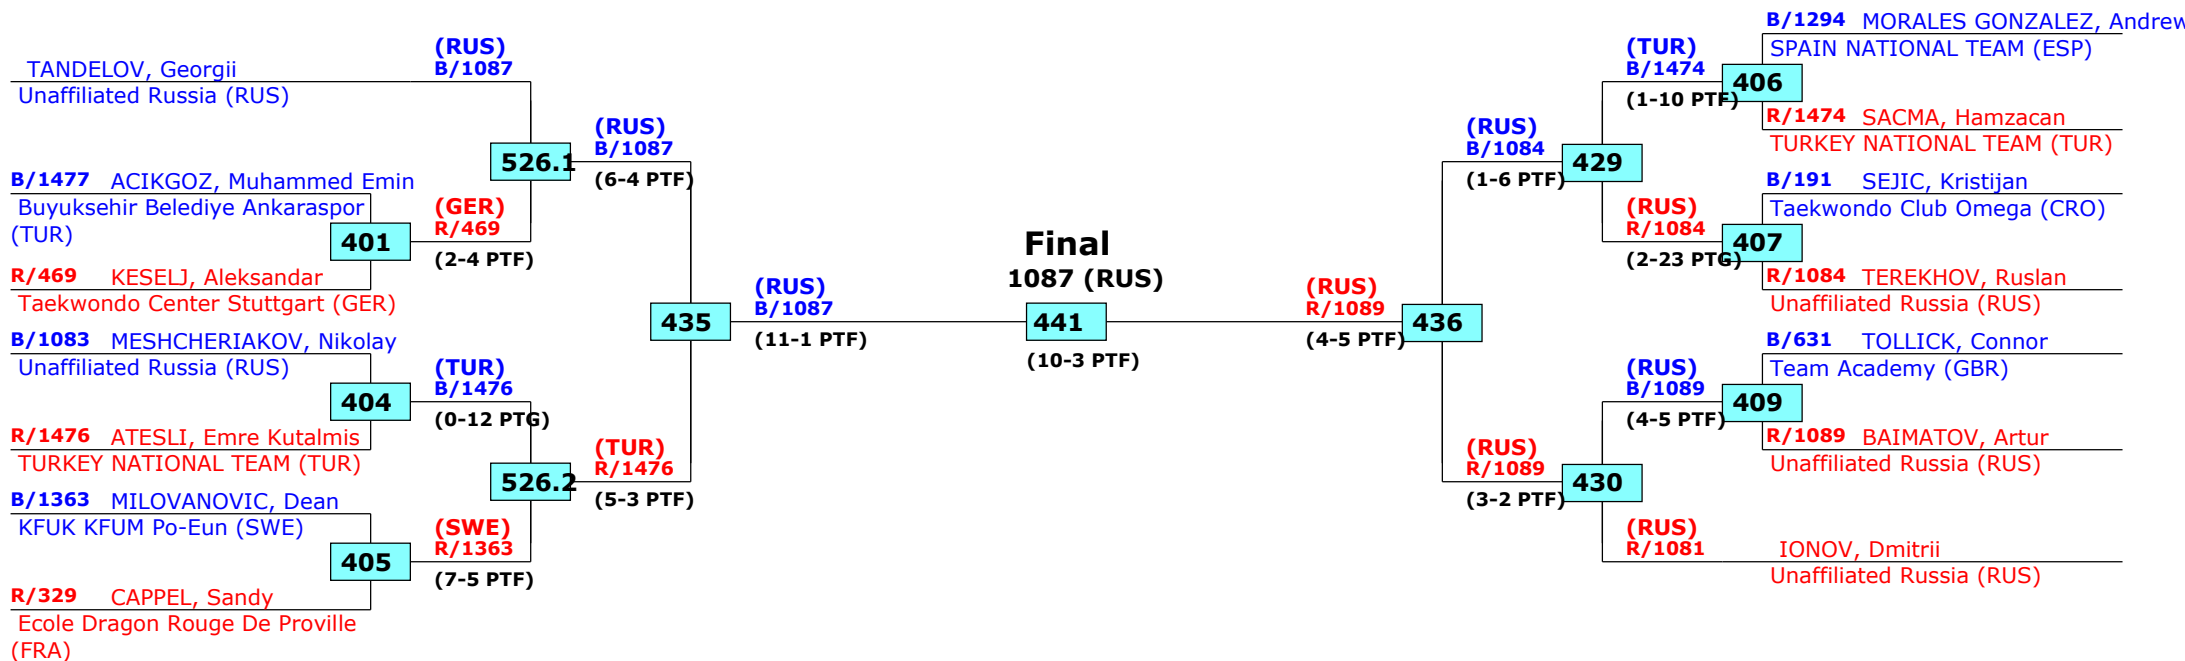 TANDELOV, Georgii
Unaffiliated Russia (RUS)
(RUS)
B/1087
B/1477 ACIKGOZ, Muhammed Emin
Buyuksehir Belediye Ankaraspor
(TUR)
401
R/469 KESELJ, Aleksandar
Taekwondo Center Stuttgart (GER)
(GER)
R/469
(2-4 PTF)
526.1
(RUS)
B/1087
(6-4 PTF)
B/1083 MESHCHERIAKOV, Nikolay
Unaffiliated Russia (RUS)
404
R/1476 ATESLI, Emre Kutalmis
TURKEY NATIONAL TEAM (TUR)
(TUR)
B/1476
(0-12 PTG)
B/1363 MILOVANOVIC, Dean
KFUK KFUM Po-Eun (SWE)
405
R/329 CAPPEL, Sandy
Ecole Dragon Rouge De Proville
(FRA)
(SWE)
R/1363
(7-5 PTF)
526.2
(TUR)
R/1476
(5-3 PTF)
435
(RUS)
B/1087
(11-1 PTF)
Final
1087 (RUS)
441
(10-3 PTF)
(RUS)
R/1089
(4-5 PTF)
436
(RUS)
B/1084
(1-6 PTF)
429
(TUR)
B/1474
(1-10 PTF)
406
B/1294 MORALES GONZALEZ, Andrew
SPAIN NATIONAL TEAM (ESP)
R/1474 SACMA, Hamzacan
TURKEY NATIONAL TEAM (TUR)
(RUS)
R/1084
(2-23 PTG)
407
B/191 SEJIC, Kristijan
Taekwondo Club Omega (CRO)
R/1084 TEREKHOV, Ruslan
Unaffiliated Russia (RUS)
(RUS)
R/1089
(3-2 PTF)
430
(RUS)
B/1089
(4-5 PTF)
409
B/631 TOLLICK, Connor
Team Academy (GBR)
R/1089 BAIMATOV, Artur
Unaffiliated Russia (RUS)
(RUS)
R/1081
IONOV, Dmitrii
Unaffiliated Russia (RUS)